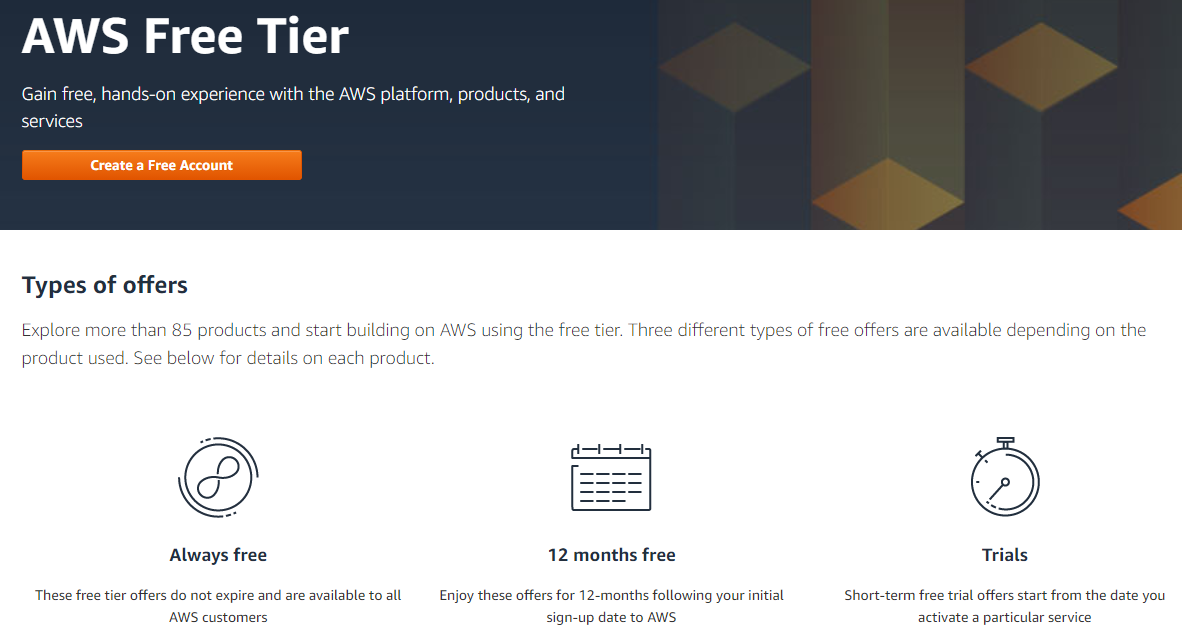 AWS Free Tier
Gain free, hands-on experience with the AWS platform, products, and
services
Create a Free Account
Types of offers
Explore more than 85 products and start building on AWS using the free tier. Three different types of free offers are available depending on the
product used. See below for details on each product.
Always free
These free tier offers do not expire and are available to all
AWS customers
12 months free
Enjoy these offers for 12-months following your initial
sign-up date to AWS
Trials
Short-term free trial offers start from the date you
activate a particular service